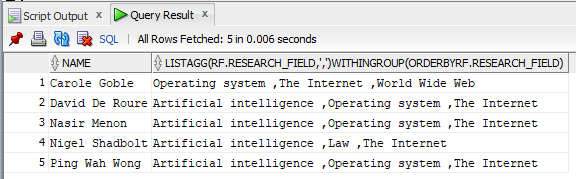 Script Output × Query Result ×
SQL | All Rows Fetched: 5 in 0.006 seconds
NAME LISTAGG(RF.RESEARCH_FIELD,',')WITHINGROUP(ORDERBYRF.RESEARCH_FIELD)
1 Carole Goble Operating system ,The Internet ,World Wide Web
2 David De Roure Artificial intelligence ,Operating system ,The Internet
3 Nasir Menon Artificial intelligence ,Operating system ,The Internet
4 Nigel Shadbolt Artificial intelligence ,Law ,The Internet
5 Ping Wah Wong Artificial intelligence ,Operating system ,The Internet